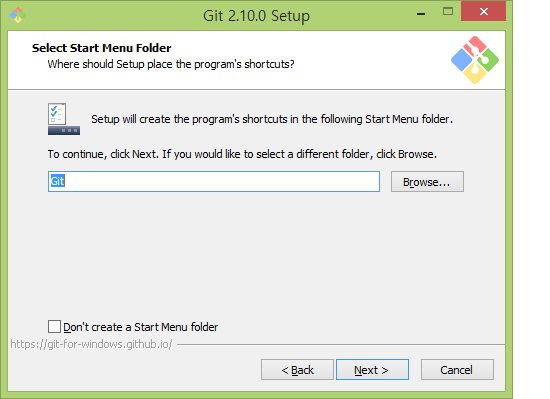 Git 2.10.0 Setup
Select Start Menu Folder
Where should Setup place the program's shortcuts?
Setup will create the program's shortcuts in the following Start Menu folder.
To continue, click Next. If you would like to select a different folder, click Browse.
Git
Browse...
Don't create a Start Menu folder
https://git-for-windows.github.io/
< Back
Next >
Cancel